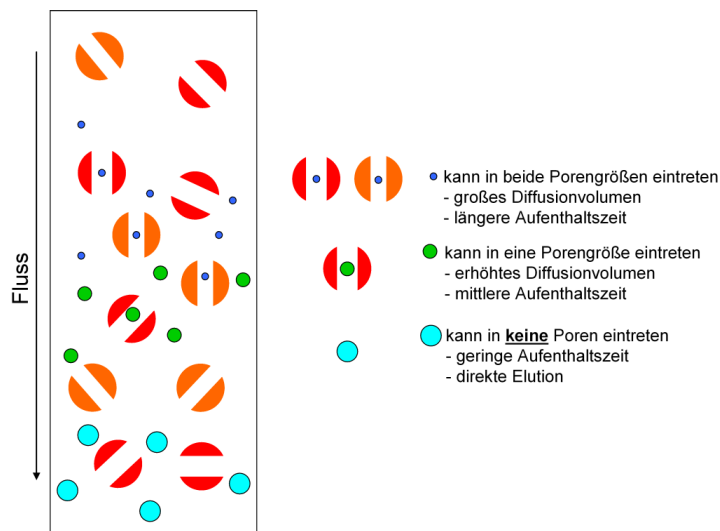 Fluss
kann in beide Porengrößen eintreten
- großes Diffusionvolumen
- längere Aufenthaltszeit
kann in eine Porengröße eintreten
- erhöhtes Diffusionvolumen
- mittlere Aufenthaltszeit
kann in keine Poren eintreten
- geringe Aufenthaltszeit
- direkte Elution